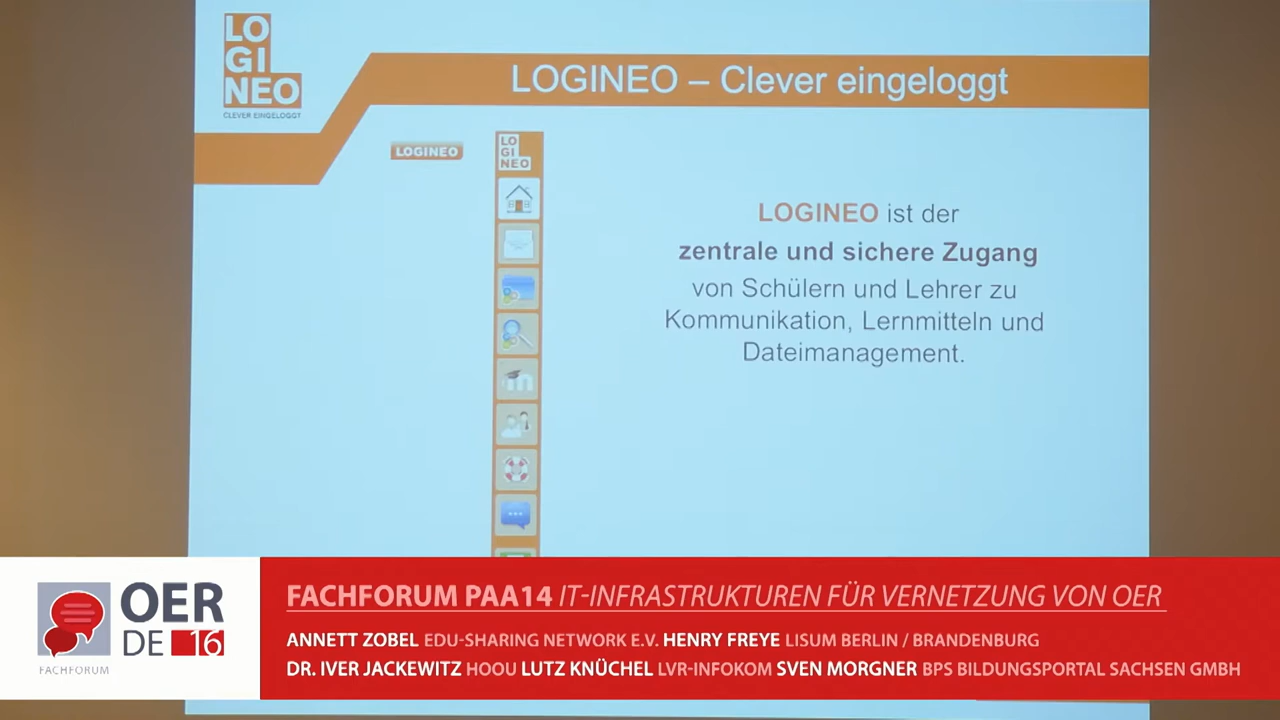 LO
GI
NEO
CLEVER EINGELOGGT
LOGINEO – Clever eingeloggt
LOGINEO
LO
GI
NEO
LOGINEO ist der
zentrale und sichere Zugang
von Schülern und Lehrer zu
Kommunikation, Lernmitteln und
Dateimanagement.
m
OER
DE 16
FACHFORUM
FACHFORUM PAA14 IT-INFRASTRUKTUREN FÜR VERNETZUNG VON OER
ANNETT ZOBEL EDU-SHARING NETWORK E.V. HENRY FREYE LISUM BERLIN / BRANDENBURG
DR. IVER JACKEWITZ HOOU LUTZ KNÜCHEL LVR-INFOKOM SVEN MORGNER BPS BILDUNGSPORTAL SACHSEN GMBH